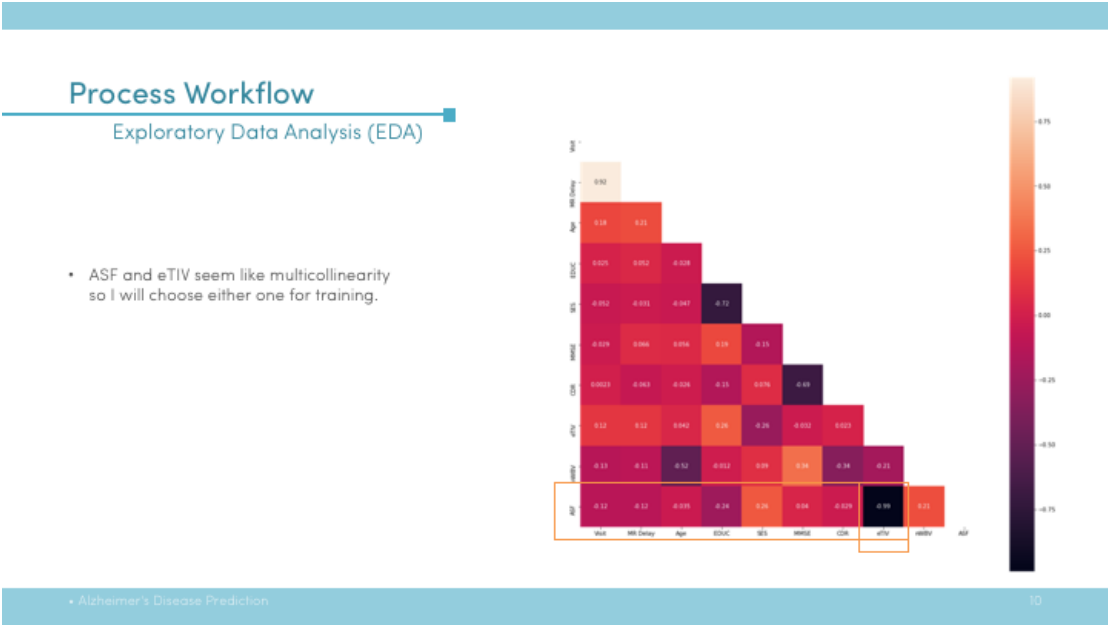 Process Workflow
Exploratory Data Analysis (EDA)
• ASF and eTIV seem like multicollinearity
so I will choose either one for training.
Visit
MR Delay 0.92
Age 0.18 0.21
EDUC 0.025 0.052 -0.028
SES -0.052 -0.031 -0.047 -0.72
MMSE -0.029 0.066 0.056 0.19 -0.15
CDR 0.0023 -0.063 -0.026 -0.15 0.076 -0.69
eTIV 0.12 0.12 0.042 0.26 -0.26 -0.032 0.023
nWBV -0.13 -0.11 -0.52 -0.012 0.09 0.34 -0.34 -0.21
ASF -0.12 -0.12 -0.035 -0.24 0.26 0.04 -0.029 -0.99 0.21
Visit MR Delay Age EDUC SES MMSE CDR eTIV nWBV ASF
0.75
0.50
0.25
0.00
-0.25
-0.50
-0.75
• Alzheimer's Disease Prediction
10